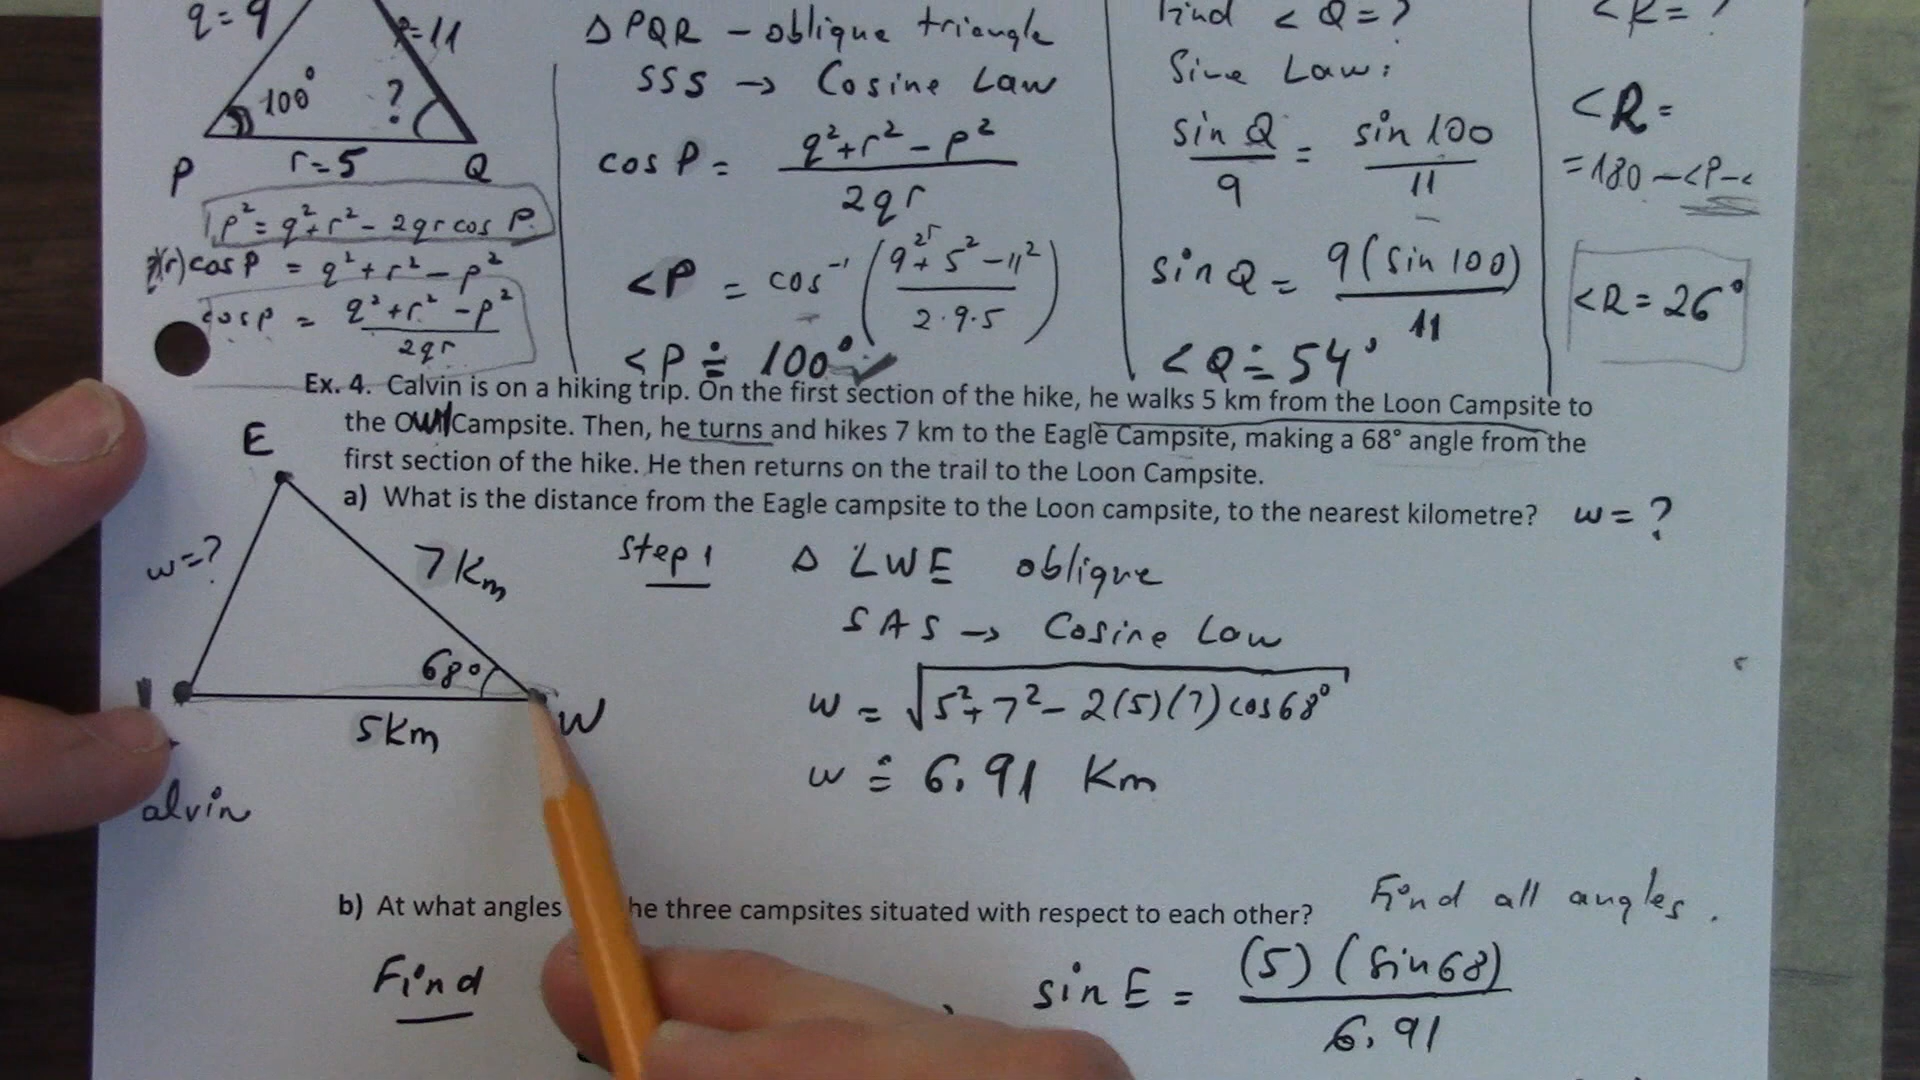 q = 9
r = 11
100°
?
P
r = 5
Q
p² = q² + r² - 2qr cos P
cos P = q² + r² - p²
cos P = q² + r² - p² / 2qr
Δ PQR - oblique triangle
SSS → Cosine Law
cos P = q² + r² - p² / 2qr
<P = cos⁻¹ ( 9² + 5² - 11² / 2·9·5 )
<P ≐ 100°
Find < Q = ?
Sine Law:
sin Q / 9 = sin 100 / 11
sin Q = 9 (sin 100) / 11
< Q ≐ 54°
< R = ?
<R =
= 180 - <P - <
<R = 26°
Ex. 4. Calvin is on a hiking trip. On the first section of the hike, he walks 5 km from the Loon Campsite to
the Owl Campsite. Then, he turns and hikes 7 km to the Eagle Campsite, making a 68° angle from the
first section of the hike. He then returns on the trail to the Loon Campsite.
a) What is the distance from the Eagle campsite to the Loon campsite, to the nearest kilometre? w = ?
E
w = ?
7 Km
68°
5 Km
W
alvin
Step 1
Δ LWE oblique
SAS → Cosine Law
w = √5² + 7² - 2(5)(7) cos 68°
w ≐ 6.91 Km
b) At what angles he three campsites situated with respect to each other? Find all angles.
Find
sin E = (5) (sin 68) / 6.91